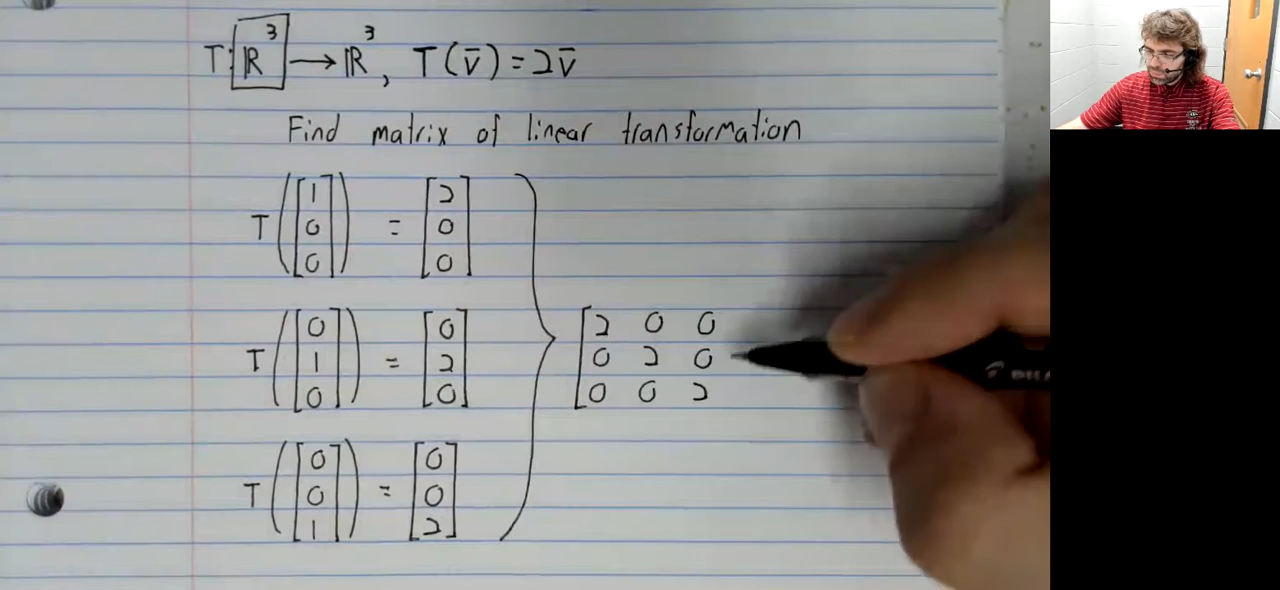 T: ℝ³ → ℝ³, T(v̄) = 2v̄
Find matrix of linear transformation
T([1 0 0]) = [2 0 0]
T([0 1 0]) = [0 2 0]
T([0 0 1]) = [0 0 2]
[2 0 0
0 2 0
0 0 2